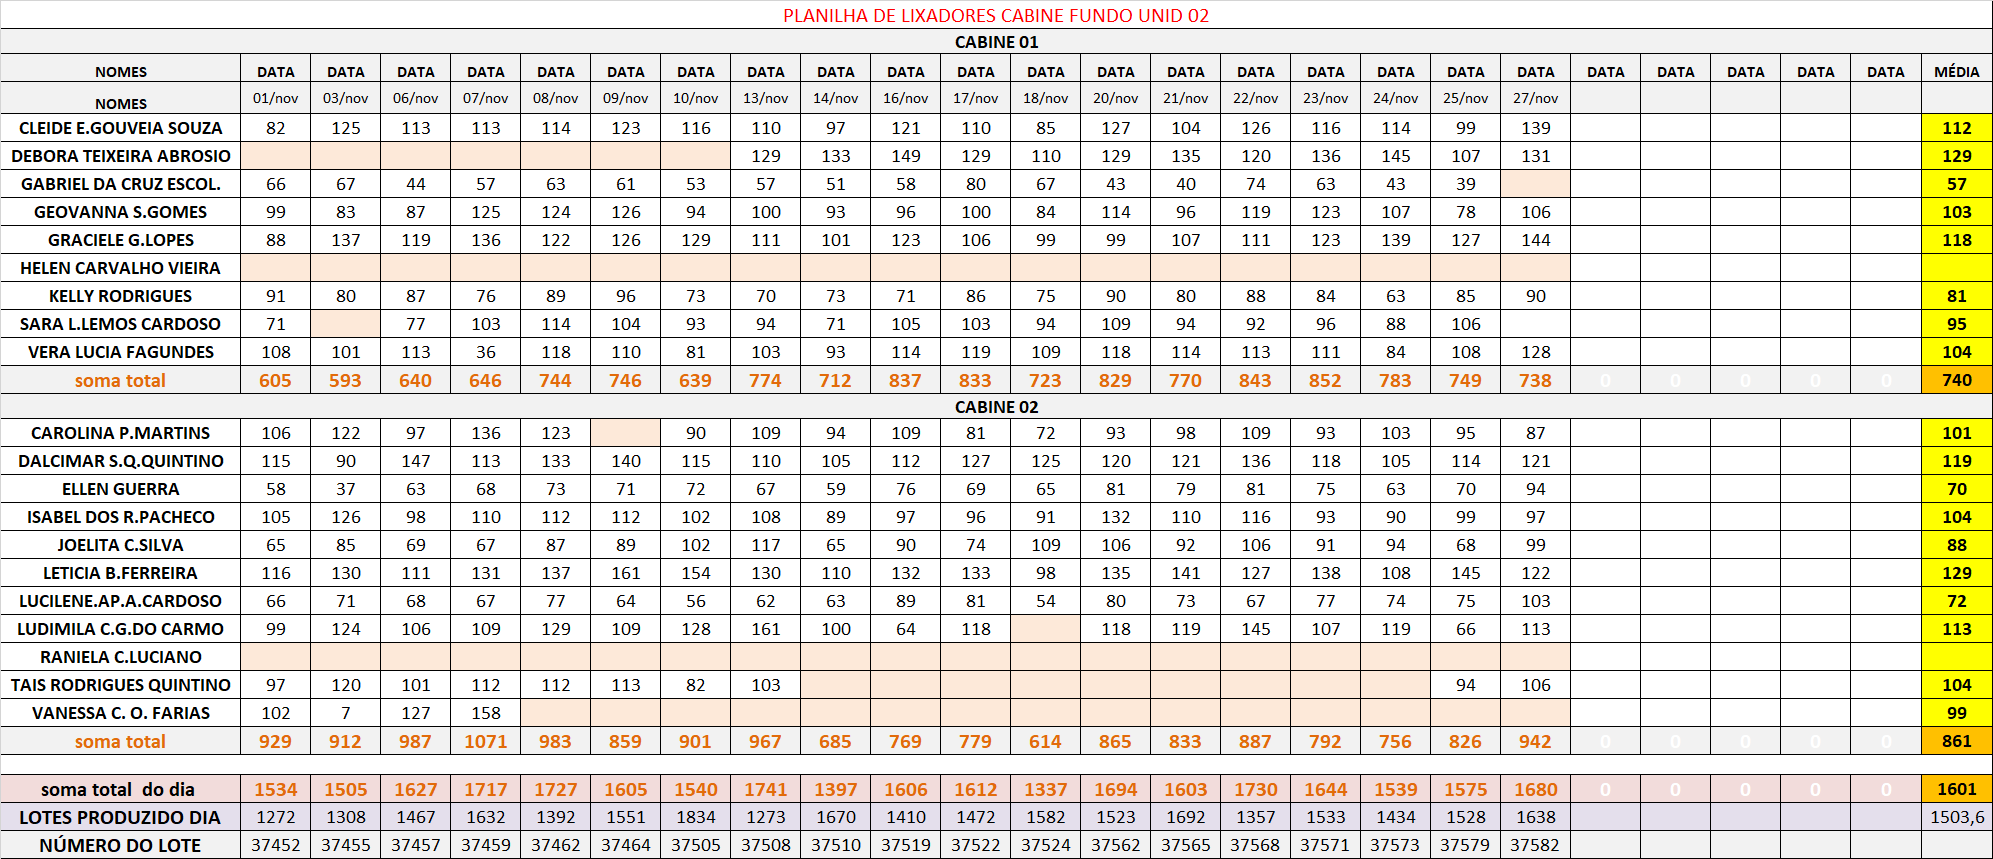 PLANILHA DE LIXADORES CABINE FUNDO UNID 02
CABINE 01
NOMES DATA DATA DATA DATA DATA DATA DATA DATA DATA DATA DATA DATA DATA DATA DATA DATA DATA DATA DATA DATA DATA DATA DATA DATA MÉDIA
NOMES 01/nov 03/nov 06/nov 07/nov 08/nov 09/nov 10/nov 13/nov 14/nov 16/nov 17/nov 18/nov 20/nov 21/nov 22/nov 23/nov 24/nov 25/nov 27/nov
CLEIDE E.GOUVEIA SOUZA 82 125 113 113 114 123 116 110 97 121 110 85 127 104 126 116 114 99 139 112
DEBORA TEIXEIRA ABROSIO 129 133 149 129 110 129 135 120 136 145 107 131 129
GABRIEL DA CRUZ ESCOL. 66 67 44 57 63 61 53 57 51 58 80 67 43 40 74 63 43 39 57
GEOVANNA S.GOMES 99 83 87 125 124 126 94 100 93 96 100 84 114 96 119 123 107 78 106 103
GRACIELE G.LOPES 88 137 119 136 122 126 129 111 101 123 106 99 99 107 111 123 139 127 144 118
HELEN CARVALHO VIEIRA
KELLY RODRIGUES 91 80 87 76 89 96 73 70 73 71 86 75 90 80 88 84 63 85 90 81
SARA L.LEMOS CARDOSO 71 77 103 114 104 93 94 71 105 103 94 109 94 92 96 88 106 95
VERA LUCIA FAGUNDES 108 101 113 36 118 110 81 103 93 114 119 109 118 114 113 111 84 108 128 104
soma total 605 593 640 646 744 746 639 774 712 837 833 723 829 770 843 852 783 749 738 0 0 0 0 0 740
CABINE 02
CAROLINA P.MARTINS 106 122 97 136 123 90 109 94 109 81 72 93 98 109 93 103 95 87 101
DALCIMAR S.Q.QUINTINO 115 90 147 113 133 140 115 110 105 112 127 125 120 121 136 118 105 114 121 119
ELLEN GUERRA 58 37 63 68 73 71 72 67 59 76 69 65 81 79 81 75 63 70 94 70
ISABEL DOS R.PACHECO 105 126 98 110 112 112 102 108 89 97 96 91 132 110 116 93 90 99 97 104
JOELITA C.SILVA 65 85 69 67 87 89 102 117 65 90 74 109 106 92 106 91 94 68 99 88
LETICIA B.FERREIRA 116 130 111 131 137 161 154 130 110 132 133 98 135 141 127 138 108 145 122 129
LUCILENE.AP.A.CARDOSO 66 71 68 67 77 64 56 62 63 89 81 54 80 73 67 77 74 75 103 72
LUDIMILA C.G.DO CARMO 99 124 106 109 129 109 128 161 100 64 118 118 119 145 107 119 66 113 113
RANIELA C.LUCIANO
TAIS RODRIGUES QUINTINO 97 120 101 112 112 113 82 103 94 106 104
VANESSA C. O. FARIAS 102 7 127 158 99
soma total 929 912 987 1071 983 859 901 967 685 769 779 614 865 833 887 792 756 826 942 0 0 0 0 0 861
soma total do dia 1534 1505 1627 1717 1727 1605 1540 1741 1397 1606 1612 1337 1694 1603 1730 1644 1539 1575 1680 0 0 0 0 0 1601
LOTES PRODUZIDO DIA 1272 1308 1467 1632 1392 1551 1834 1273 1670 1410 1472 1582 1523 1692 1357 1533 1434 1528 1638 1503,6
NÚMERO DO LOTE 37452 37455 37457 37459 37462 37464 37505 37508 37510 37519 37522 37524 37562 37565 37568 37571 37573 37579 37582